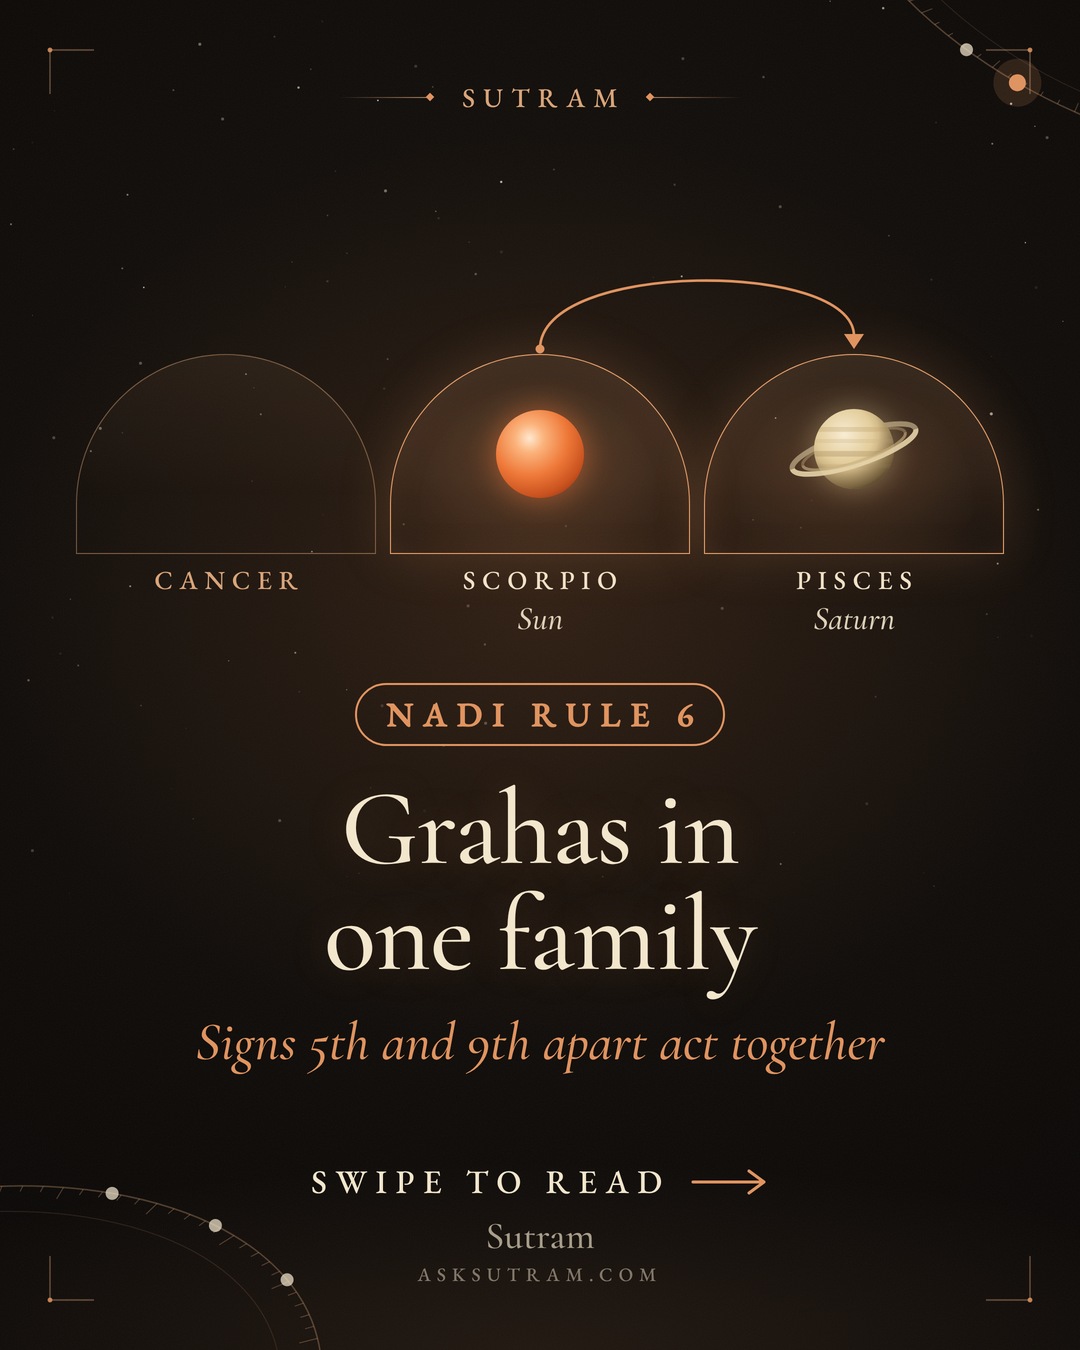 SUTRAM
CANCER
SCORPIO
Sun
PISCES
Saturn
NADI RULE 6
Grahas in
one family
Signs 5th and 9th apart act together
SWIPE TO READ
Sutram
ASKSUTRAM.COM